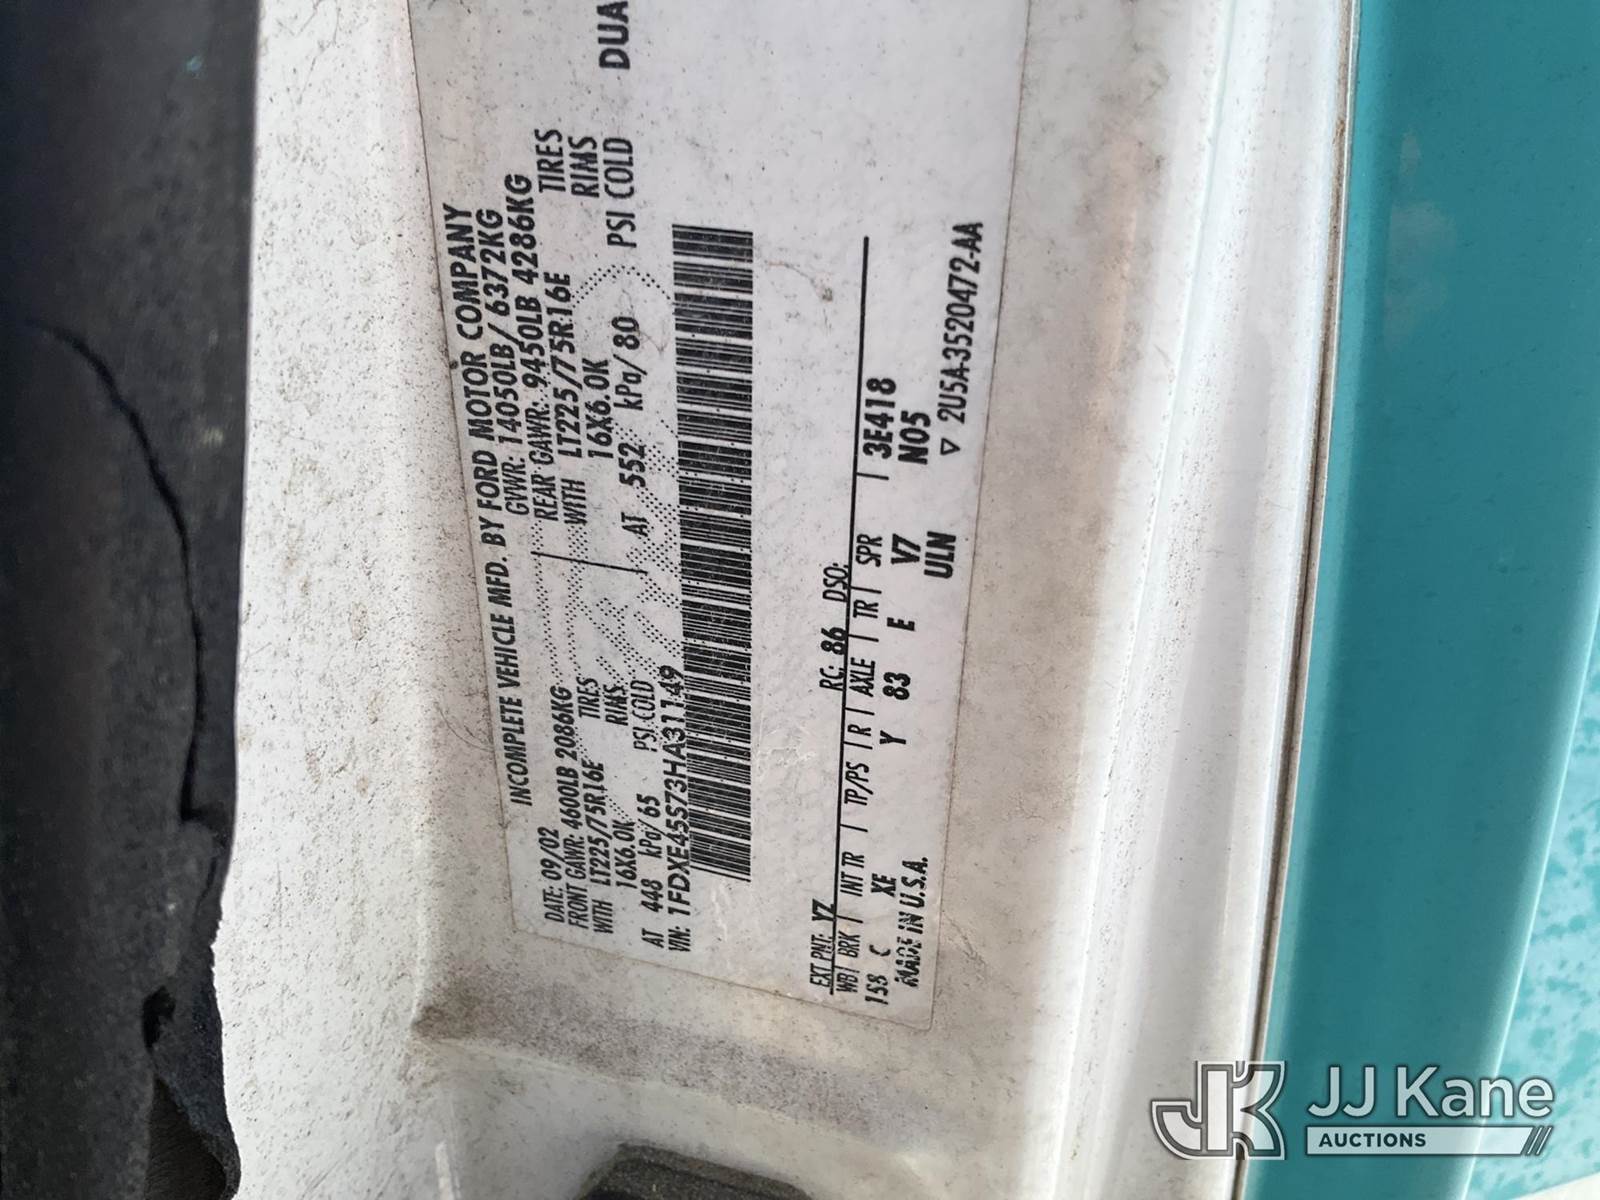 INCOMPLETE VEHICLE MFD. BY FORD MOTOR COMPANY
DATE: 09/02 GVWR: 14050LB/ 6372KG
FRONT GAWR: 4600LB 2086KG REAR GAWR: 9450LB 4286KG
WITH LT225/75R16E TIRES WITH LT225/75R16E TIRES
16X6.0K RIMS 16X6.0K RIMS
AT 448 kPa/65 PSI COLD AT 552 kPa/ 80 PSI COLD DUA
VIN: 1FDXE45S73HA31149
EXT PNT: YZ RC: 86 DSO:
WB BRK INT TR TP/PS R AXLE TR SPR
158 C XE Y 83 E V7 3E418
MADE IN U.S.A. ULN N05
▽ 2U5A-3520472-AA
JK JJ Kane
AUCTIONS